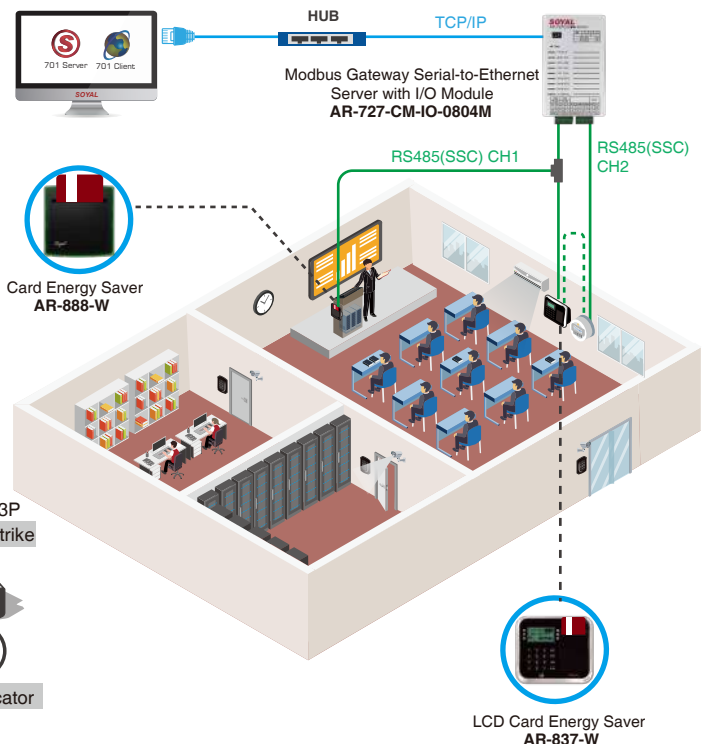 HUB
TCP/IP
SOYAL
701 Server
701 Client
SOYAL
Modbus Gateway Serial-to-Ethernet
Server with I/O Module
AR-727-CM-IO-0804M
RS485(SSC) CH1
RS485(SSC)
CH2
Card Energy Saver
AR-888-W
3P
trike
cator
LCD Card Energy Saver
AR-837-W